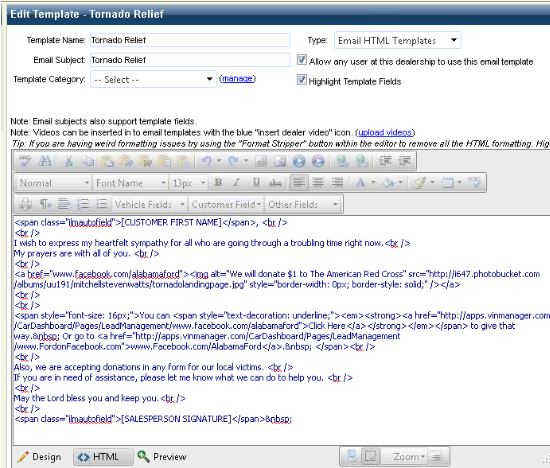 Edit Template - Tornado Relief
Template Name: Tornado Relief Type: Email HTML Templates
Email Subject: Tornado Relief Allow any user at this dealership to use this email template
Template Category: -- Select -- (manage) Highlight Template Fields
Note: Email subjects also support template fields.
Note: Videos can be inserted in to email templates with the blue "insert dealer video" icon. (upload videos)
Tip: If you are having weird formatting issues try using the "Format Stripper" button within the editor to remove all the HTML formatting. Hig
Normal Font Name 13px B I U abc A
Vehicle Fields Customer Field Other Fields
<span class="imautofield">[CUSTOMER FIRST NAME]</span>, <br />
<br />
I wish to express my heartfelt sympathy for all who are going through a troubling time right now.<br />
My prayers are with all of you. <br />
<br />
<a href="www.facebook.com/alabamaford"><img alt="We will donate $1 to The American Red Cross" src="http://i647.photobucket.com
/albums/uu191/mitchellstevenwatts/tornadolandingpage.jpg" style="border-width: 0px; border-style: solid;" /></a>
<br />
<br />
<span style="font-size: 16px;">You can <span style="text-decoration: underline;"><em><strong><a href="http://apps.vinmanager.com
/CarDashboard/Pages/LeadManagement/www.facebook.com/alabamaford">Click Here</a></strong></em></span> to give that
way.&nbsp; Or go to <a href="http://apps.vinmanager.com/CarDashboard/Pages/LeadManagement
/www.FordonFacebook.com">www.Facebook.com/AlabamaFord</a>.&nbsp; </span><br />
<br />
Also, we are accepting donations in any form for our local victims. <br />
If you are in need of assistance, please let me know what we can do to help you. <br />
<br />
May the Lord bless you and keep you.<br />
<br />
<span class="imautofield">[SALESPERSON SIGNATURE]</span>&nbsp;
Design HTML Preview Zoom